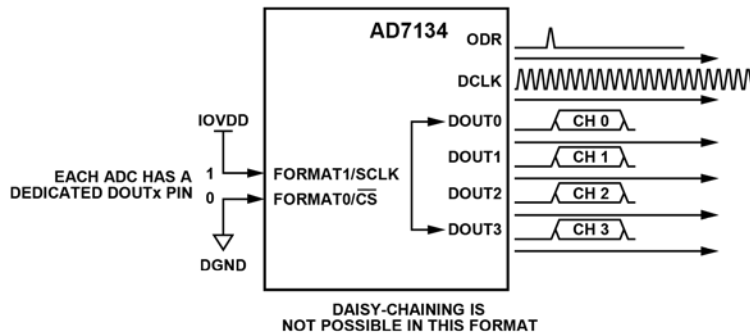 AD7134
ODR
DCLK
IOVDD
DOUT0
CH 0
EACH ADC HAS A
DEDICATED DOUTx PIN
1
0
FORMAT1/SCLK
FORMAT0/CS
DOUT1
CH 1
DOUT2
CH 2
DOUT3
CH 3
DGND
DAISY-CHAINING IS
NOT POSSIBLE IN THIS FORMAT